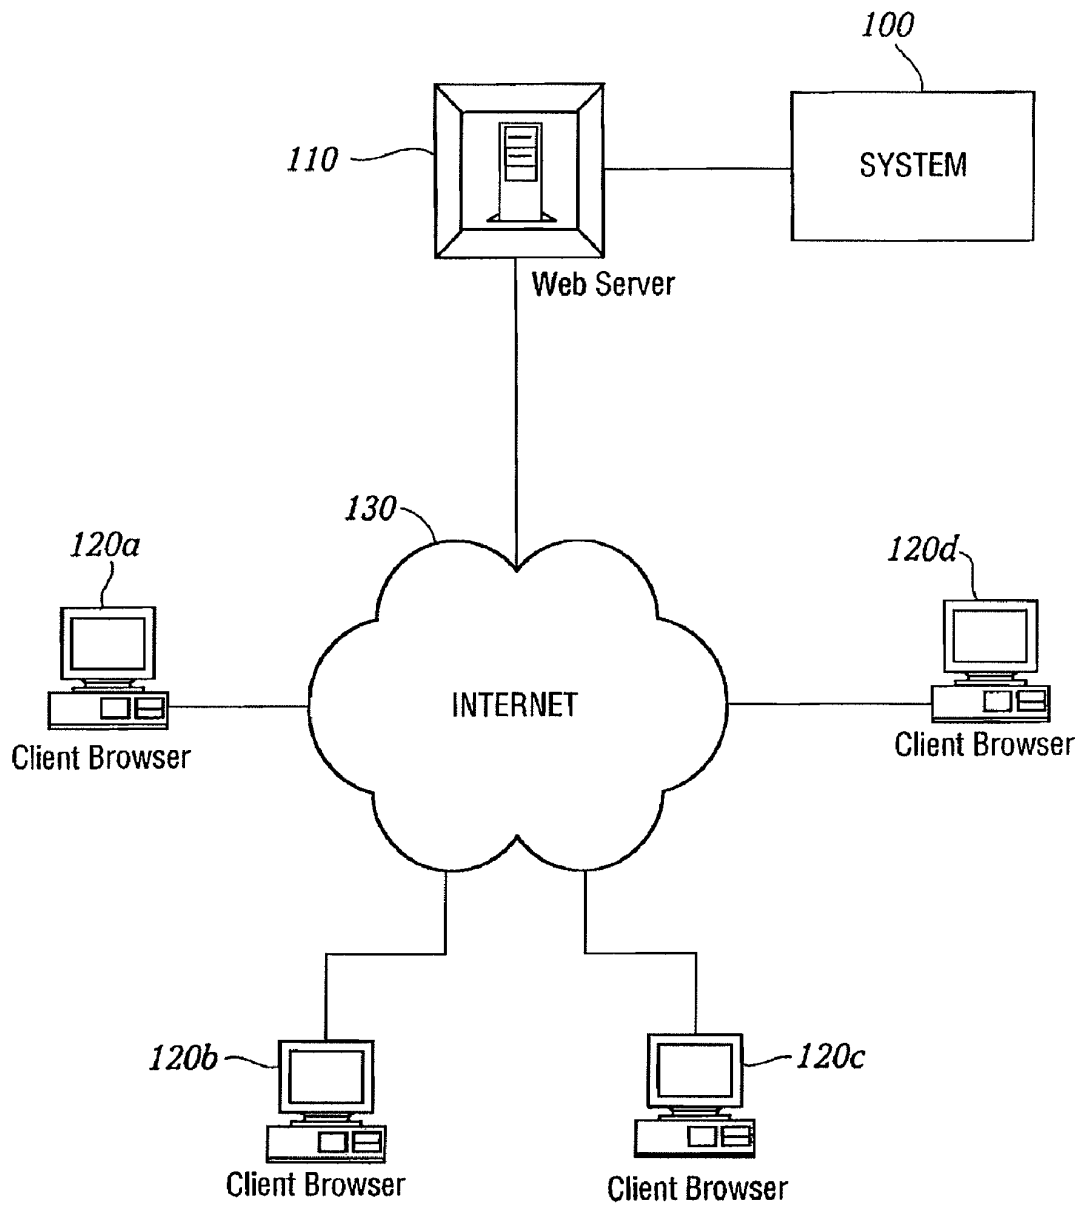 100
110
SYSTEM
Web Server
130
120a
120d
INTERNET
Client Browser
Client Browser
120b
120c
Client Browser
Client Browser